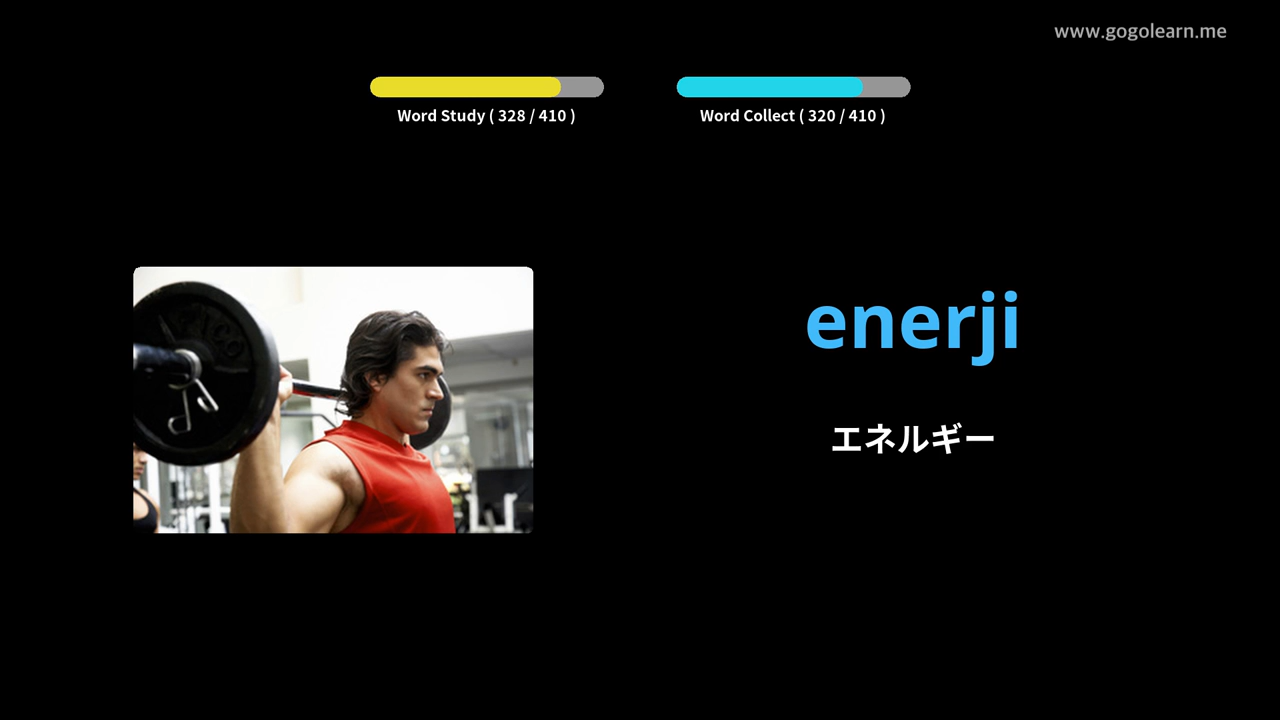 www.gogolearn.me
Word Study ( 328 / 410 )
Word Collect ( 320 / 410 )
enerji
エネルギー